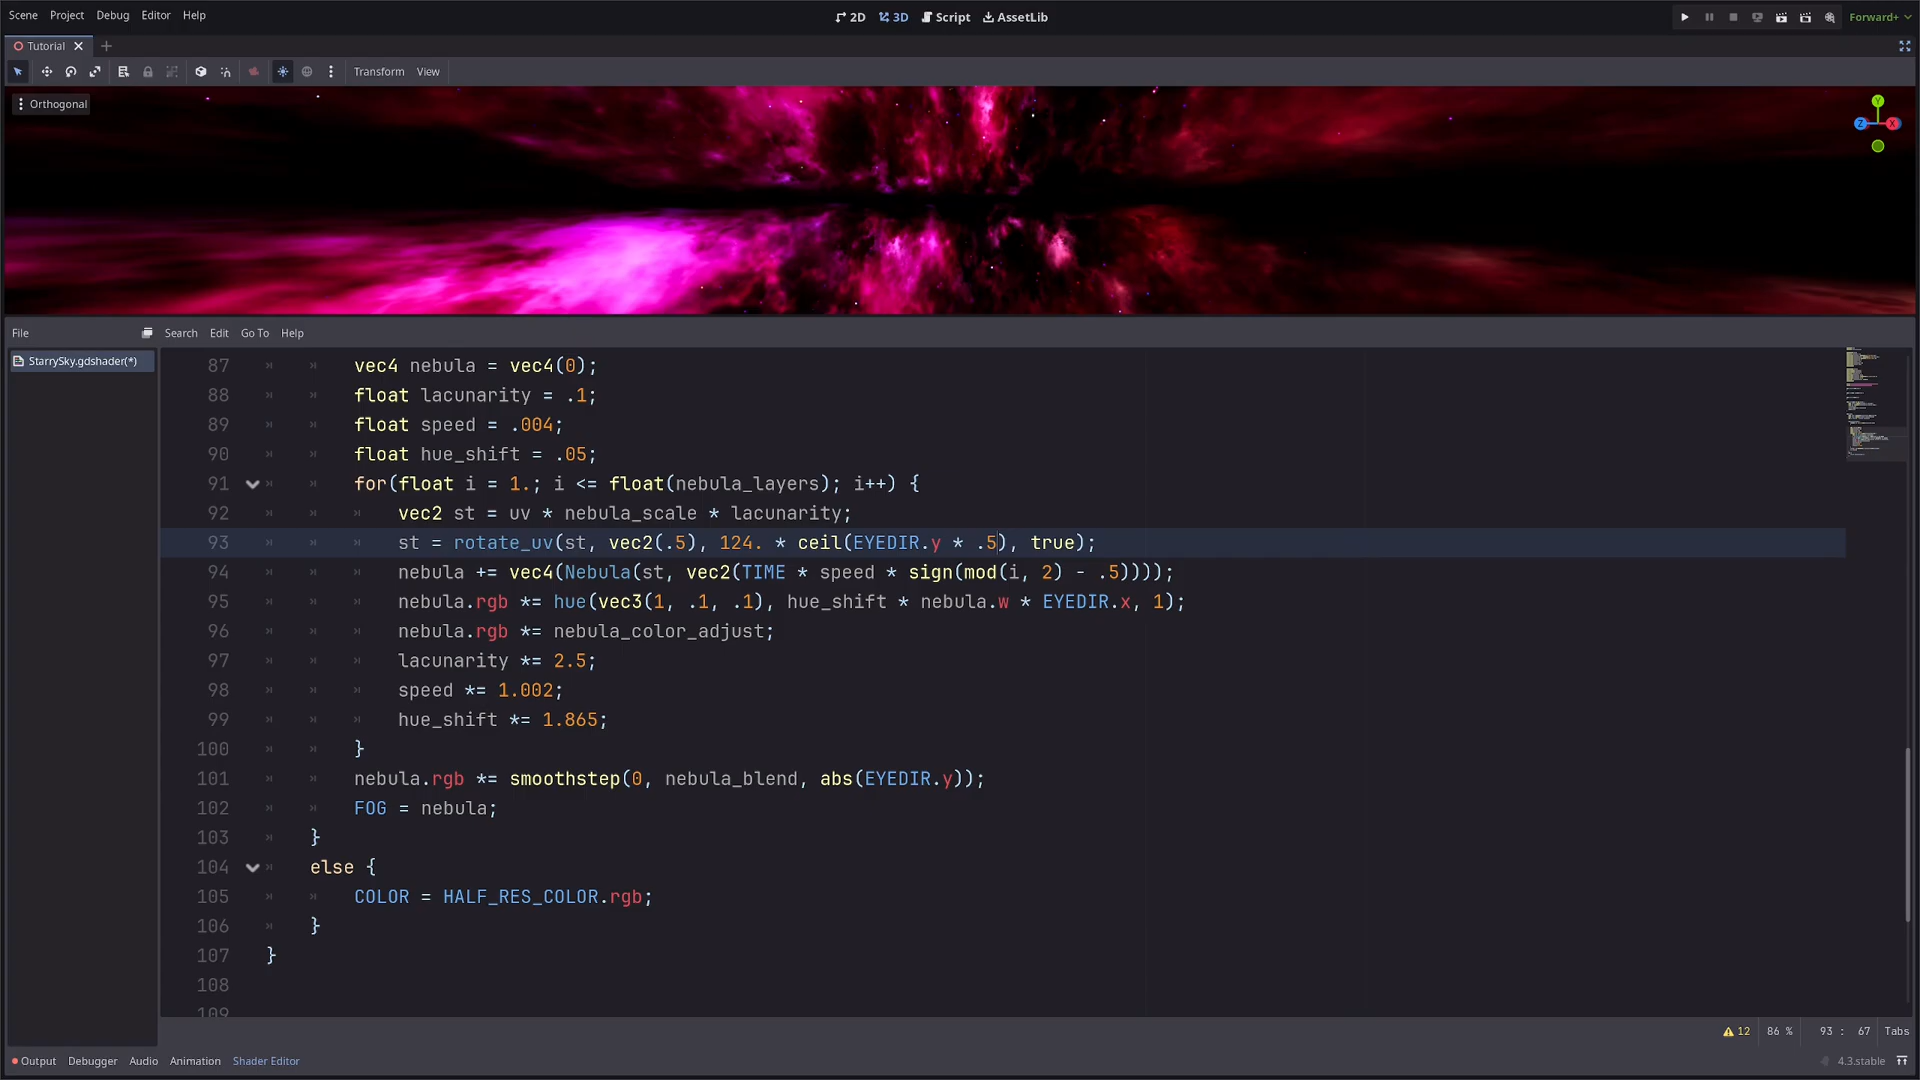 Scene Project Debug Editor Help
2D 3D Script AssetLib
Forward+
Tutorial
Transform View
Orthogonal
Y
Z X
File Search Edit Go To Help
StarrySky.gdshader(*)
87 vec4 nebula = vec4(0);
88 float lacunarity = .1;
89 float speed = .004;
90 float hue_shift = .05;
91 for(float i = 1.; i <= float(nebula_layers); i++) {
92 vec2 st = uv * nebula_scale * lacunarity;
93 st = rotate_uv(st, vec2(.5), 124. * ceil(EYEDIR.y * .5), true);
94 nebula += vec4(Nebula(st, vec2(TIME * speed * sign(mod(i, 2) - .5))));
95 nebula.rgb *= hue(vec3(1, .1, .1), hue_shift * nebula.w * EYEDIR.x, 1);
96 nebula.rgb *= nebula_color_adjust;
97 lacunarity *= 2.5;
98 speed *= 1.002;
99 hue_shift *= 1.865;
100 }
101 nebula.rgb *= smoothstep(0, nebula_blend, abs(EYEDIR.y));
102 FOG = nebula;
103 }
104 else {
105 COLOR = HALF_RES_COLOR.rgb;
106 }
107 }
108
109
12 86 % 93 : 67 Tabs
Output Debugger Audio Animation Shader Editor 4.3.stable